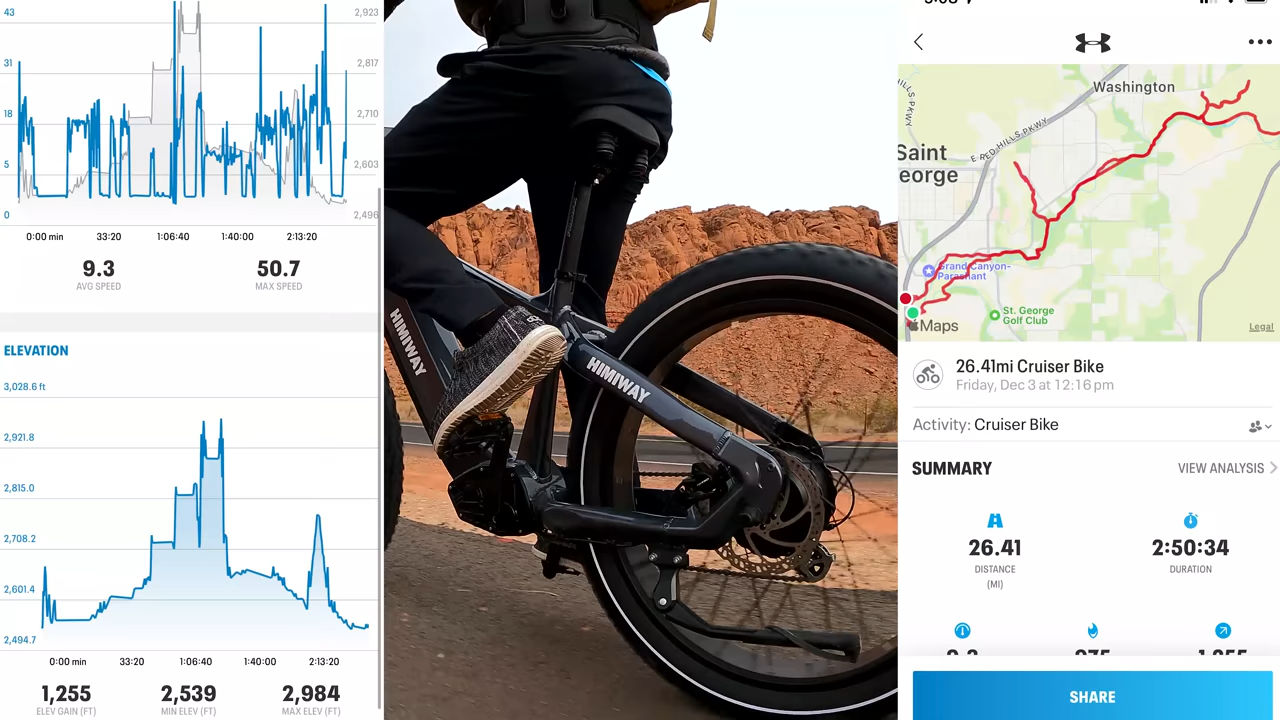 43
2,923
31
2,817
18
2,710
5
2,603
0
2,496
0:00 min 33:20 1:06:40 1:40:00 2:13:20
9.3 50.7
AVG SPEED MAX SPEED
ELEVATION
3,028.6 ft
2,921.8
2,815.0
2,708.2
2,601.4
2,494.7
0:00 min 33:20 1:06:40 1:40:00 2:13:20
1,255 2,539 2,984
ELEV GAIN (FT) MIN ELEV (FT) MAX ELEV (FT)
HIMIWAY
HIMIWAY
Washington
HILLS PKWY
E RED HILLS PKWY
Saint
eorge
Grand Canyon-
Parashant
St. George
Golf Club
Maps
Legal
26.41mi Cruiser Bike
Friday, Dec 3 at 12:16 pm
Activity: Cruiser Bike
SUMMARY VIEW ANALYSIS
26.41 2:50:34
DISTANCE DURATION
(MI)
SHARE